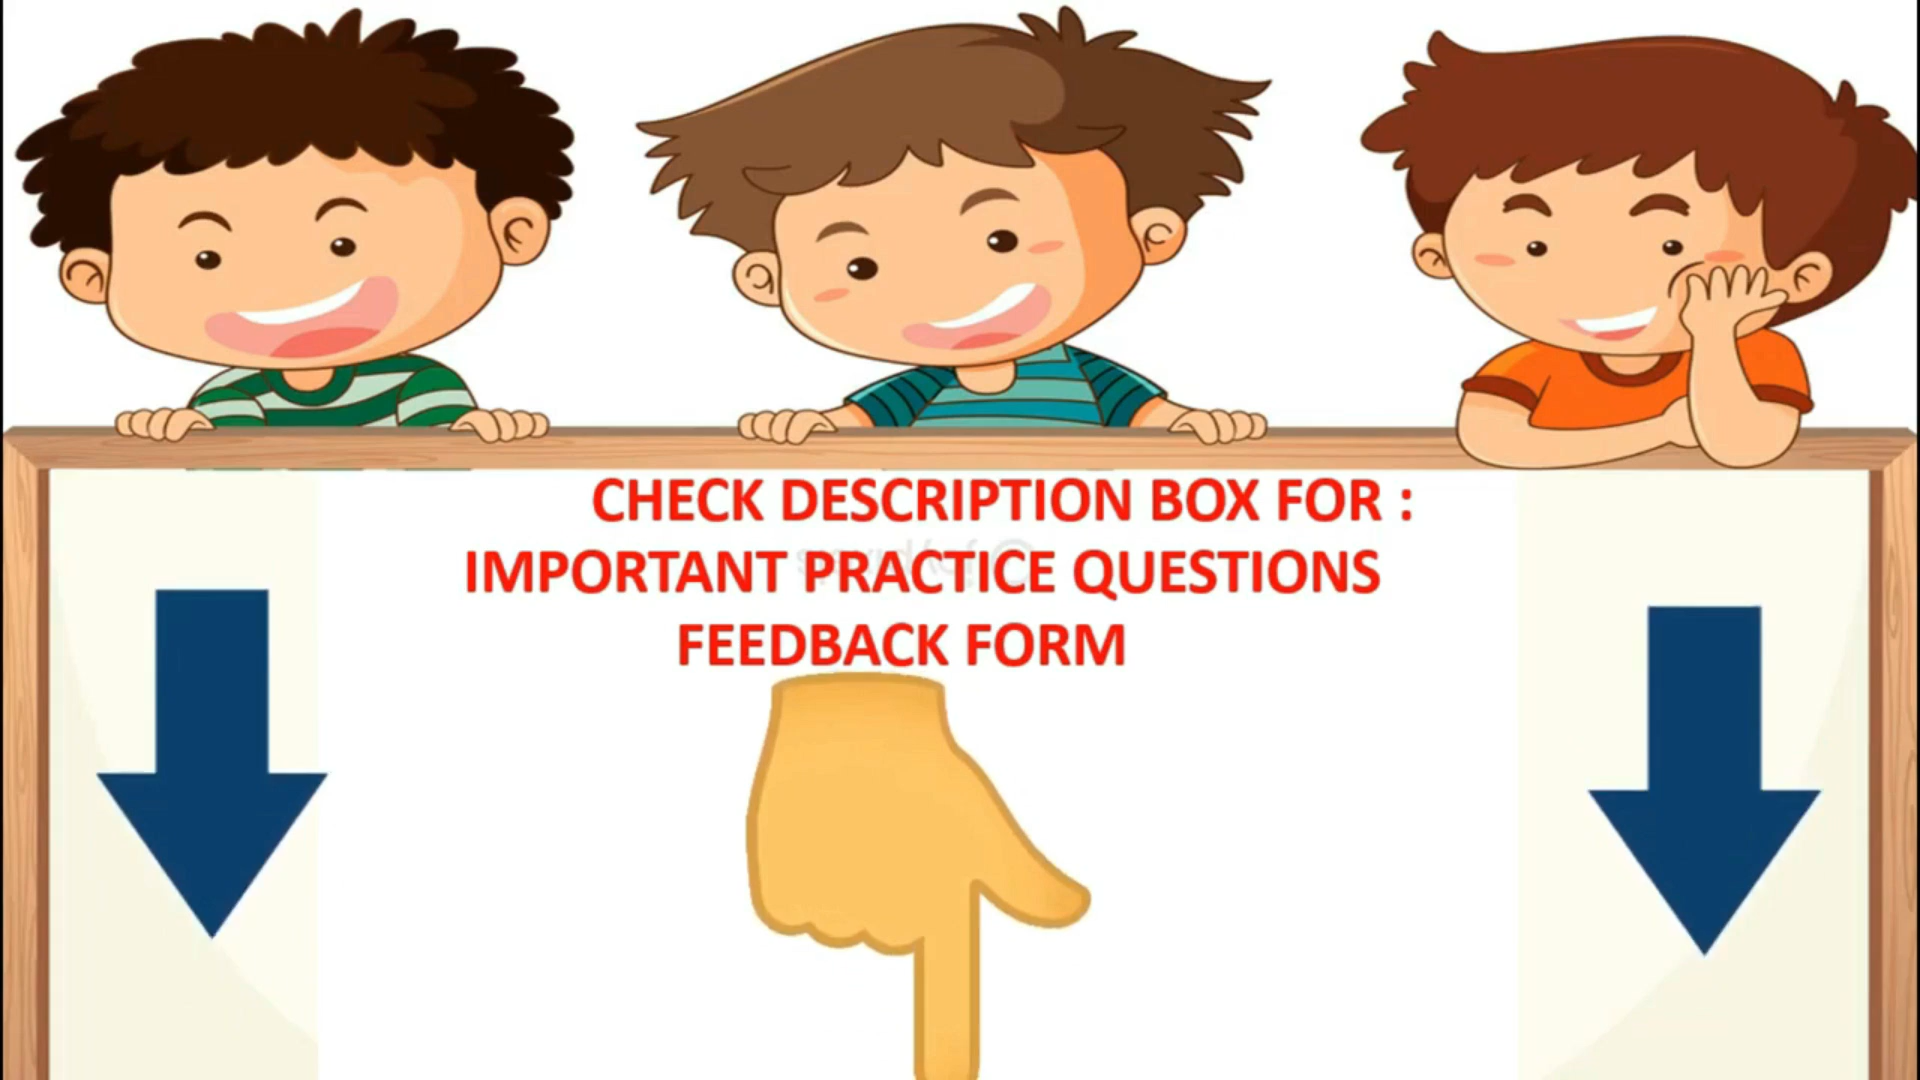 CHECK DESCRIPTION BOX FOR :
IMPORTANT PRACTICE QUESTIONS
FEEDBACK FORM